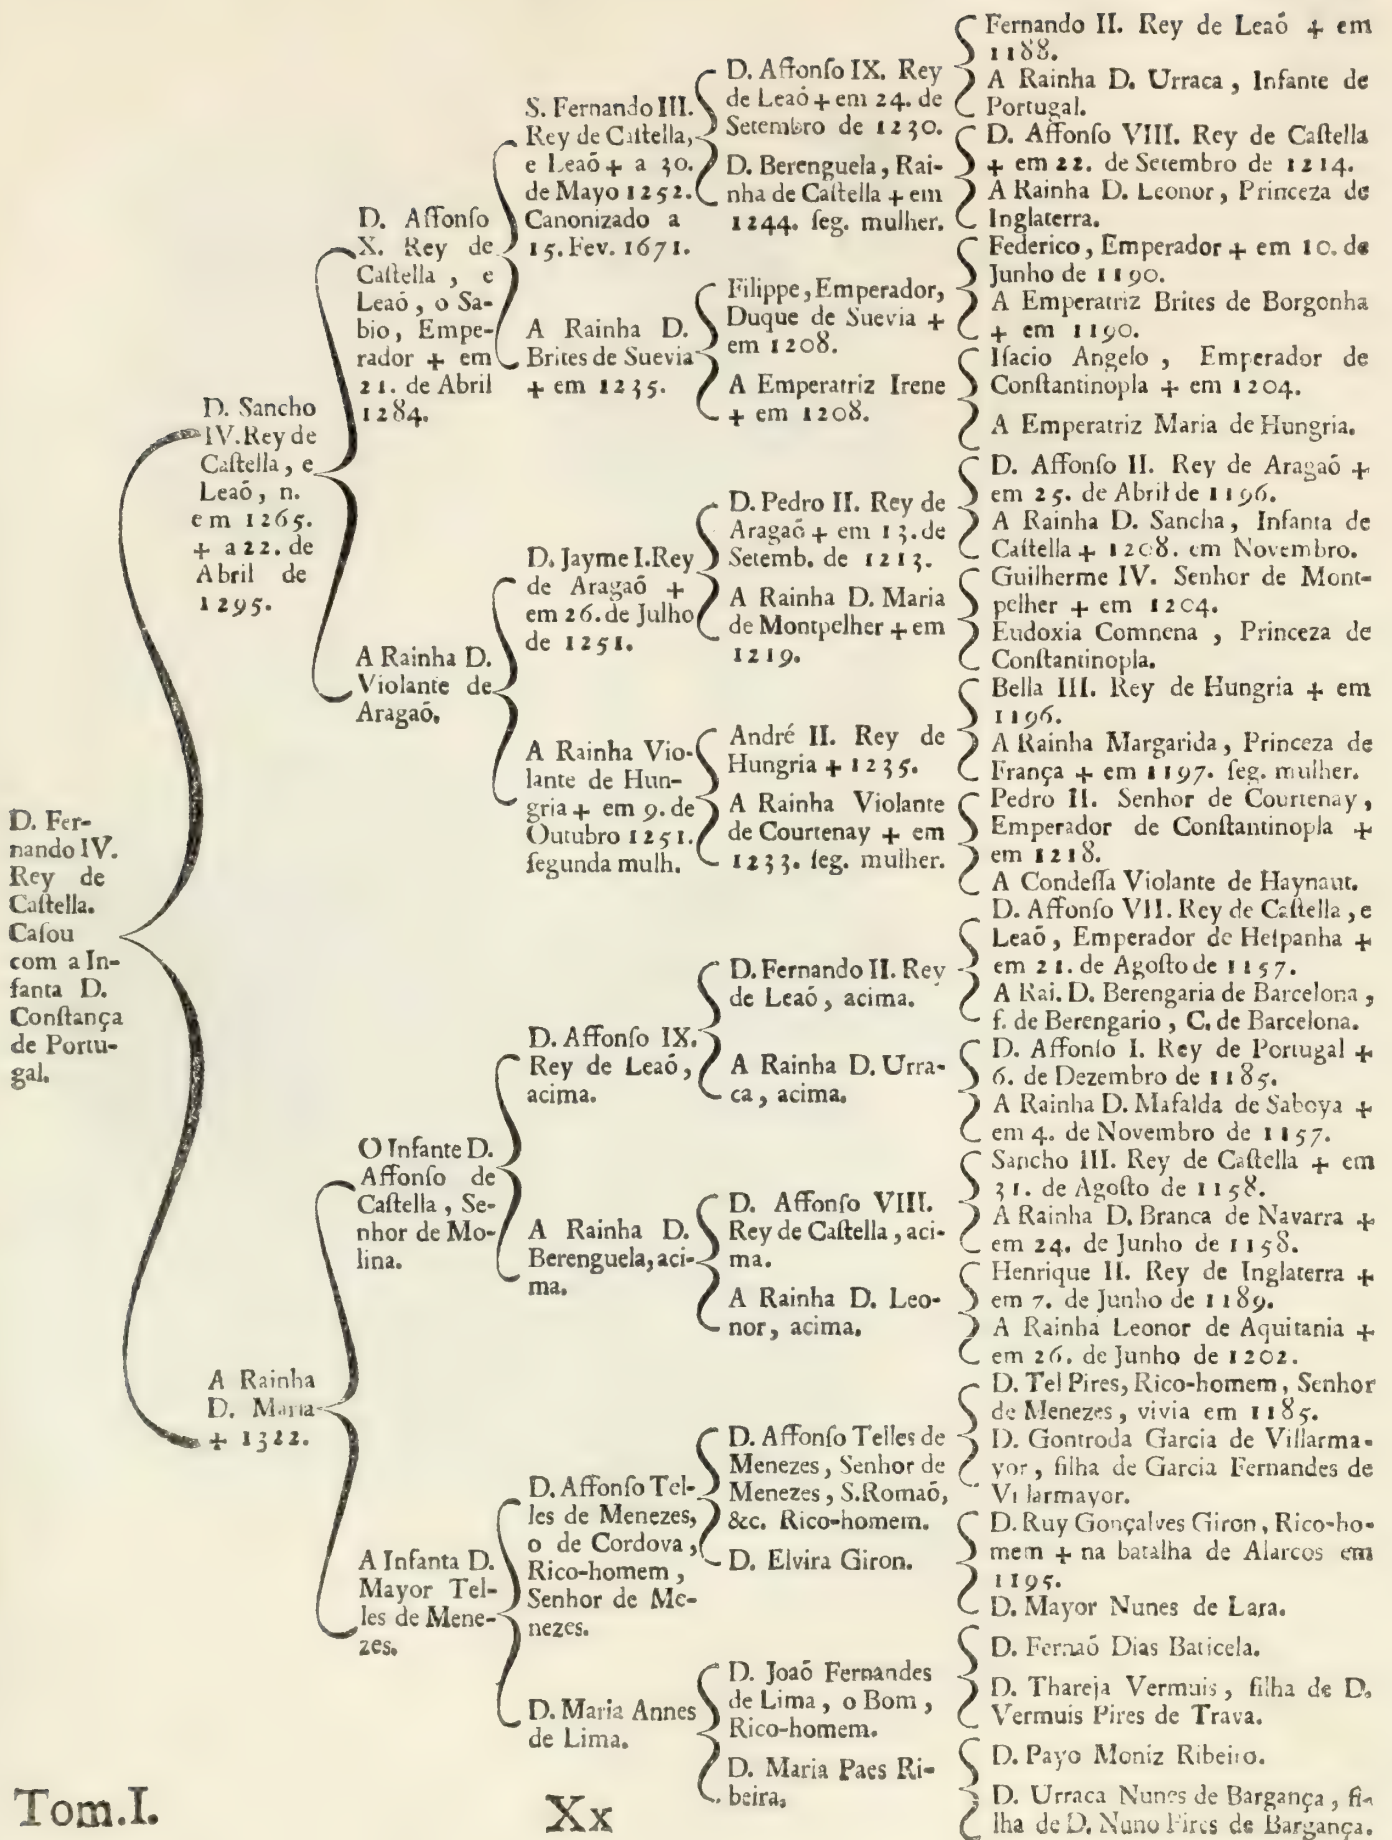 D. Fer-
nando IV.
Rey de
Caſtella.
Caſou
com a In-
fanta D.
Conſtança
de Portu-
gal.
D. Sancho
IV. Rey de
Caſtella, e
Leaõ, n.
em 1265.
+ a 22. de
Abril de
1295.
A Rainha
D. Maria
+ 1322.
D. Affonſo
X. Rey de
Caſtella, e
Leaõ, o Sa-
bio, Empe-
rador + em
21. de Abril
1284.
A Rainha D.
Violante de
Aragaõ.
O Infante D.
Affonſo de
Caſtella, Se-
nhor de Mo-
lina.
A Infanta D.
Mayor Tel-
les de Mene-
zes.
S. Fernando III.
Rey de Caſtella,
e Leaõ + a 30.
de Mayo 1252.
Canonizado a
15. Fev. 1671.
A Rainha D.
Brites de Suevia
+ em 1235.
D. Jayme I. Rey
de Aragaõ +
em 26. de Julho
de 1251.
A Rainha Vio-
lante de Hun-
gria + em 9. de
Outubro 1251.
ſegunda mulh.
D. Affonſo IX.
Rey de Leaõ,
acima.
A Rainha D.
Berenguela, aci-
ma.
D. Affonſo Tel-
les de Menezes,
o de Cordova,
Rico-homem,
Senhor de Me-
nezes.
D. Maria Annes
de Lima.
D. Affonſo IX. Rey
de Leaõ + em 24. de
Setembro de 1230.
D. Berenguela, Rai-
nha de Caſtella + em
1244. ſeg. mulher.
Filippe, Emperador,
Duque de Suevia +
em 1208.
A Emperatriz Irene
+ em 1208.
D. Pedro II. Rey de
Aragaõ + em 13. de
Setemb. de 1213.
A Rainha D. Maria
de Montpelher + em
1219.
André II. Rey de
Hungria + 1235.
A Rainha Violante
de Courtenay + em
1233. ſeg. mulher.
D. Fernando II. Rey
de Leaõ, acima.
A Rainha D. Urra-
ca, acima.
D. Affonſo VIII.
Rey de Caſtella, aci-
ma.
A Rainha D. Leo-
nor, acima.
D. Affonſo Telles de
Menezes, Senhor de
Menezes, S. Romaõ,
&c. Rico-homem.
D. Elvira Giron.
D. Joaõ Fernandes
de Lima, o Bom,
Rico-homem.
D. Maria Paes Ri-
beira.
Fernando II. Rey de Leaõ + em
1188.
A Rainha D. Urraca, Infante de
Portugal.
D. Affonſo VIII. Rey de Caſtella
+ em 22. de Setembro de 1214.
A Rainha D. Leonor, Princeza de
Inglaterra.
Federico, Emperador + em 10. de
Junho de 1190.
A Emperatriz Brites de Borgonha
+ em 1190.
Iſacio Angelo, Emperador de
Conſtantinopla + em 1204.
A Emperatriz Maria de Hungria.
D. Affonſo II. Rey de Aragaõ +
em 25. de Abril de 1196.
A Rainha D. Sancha, Infanta de
Caſtella + 1208. em Novembro.
Guilherme IV. Senhor de Mont-
pelher + em 1204.
Eudoxia Comnena, Princeza de
Conſtantinopla.
Bella III. Rey de Hungria + em
1196.
A Rainha Margarida, Princeza de
França + em 1197. ſeg. mulher.
Pedro II. Senhor de Courtenay,
Emperador de Conſtantinopla +
em 1218.
A Condeſſa Violante de Haynaut.
D. Affonſo VII. Rey de Caſtella, e
Leaõ, Emperador de Heſpanha +
em 21. de Agoſto de 1157.
A Rai. D. Berengaria de Barcelona,
f. de Berengario, C. de Barcelona.
D. Affonſo I. Rey de Portugal +
6. de Dezembro de 1185.
A Rainha D. Mafalda de Saboya +
em 4. de Novembro de 1157.
Sancho III. Rey de Caſtella + em
31. de Agoſto de 1158.
A Rainha D. Branca de Navarra +
em 24. de Junho de 1158.
Henrique II. Rey de Inglaterra +
em 7. de Junho de 1189.
A Rainha Leonor de Aquitania +
em 26. de Junho de 1202.
D. Tel Pires, Rico-homem, Senhor
de Menezes, vivia em 1185.
D. Gontroda Garcia de Villarma-
yor, filha de Garcia Fernandes de
Villarmayor.
D. Ruy Gonçalves Giron, Rico-ho-
mem + na batalha de Alarcos em
1195.
D. Mayor Nunes de Lara.
D. Fernaõ Dias Baticela.
D. Thareja Vermuis, filha de D.
Vermuis Pires de Trava.
D. Payo Moniz Ribeiro.
D. Urraca Nunes de Bargança, fi-
lha de D. Nuno Pires de Bargança.
Tom.I.
Xx